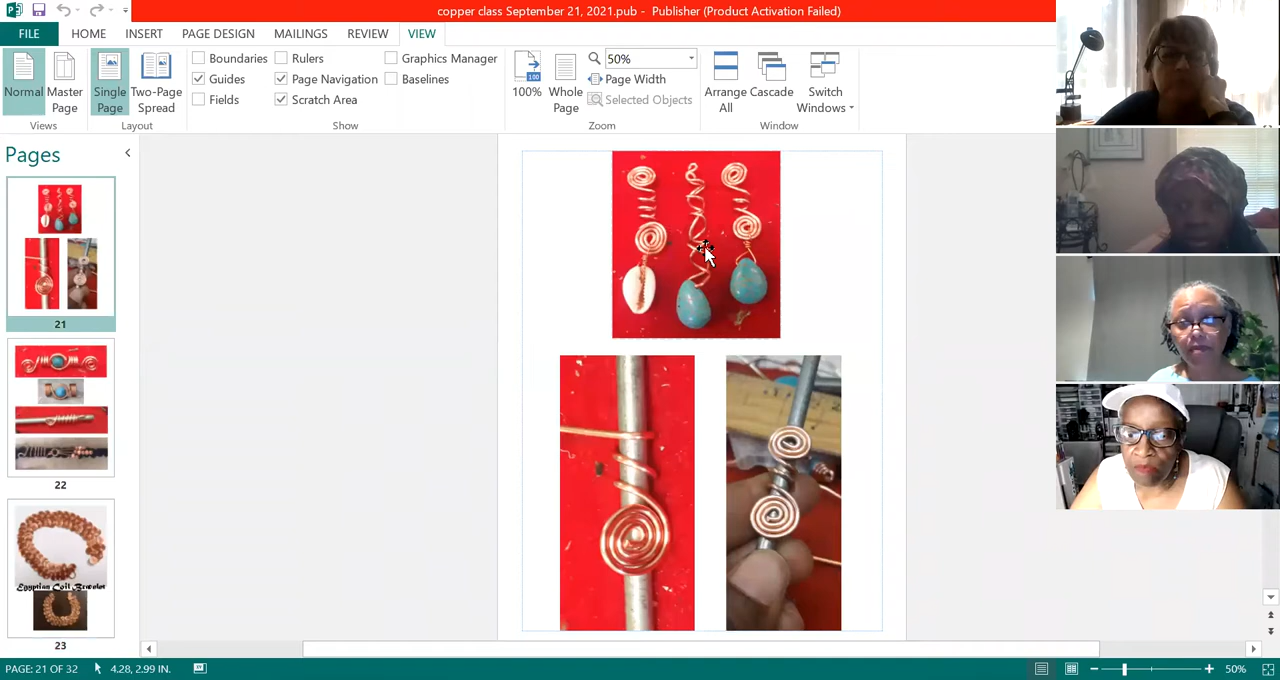 copper class September 21, 2021.pub - Publisher (Product Activation Failed)
FILE HOME INSERT PAGE DESIGN MAILINGS REVIEW VIEW
Normal
Master Page
Single Page
Two-Page Spread
Boundaries
Rulers
Graphics Manager
Guides
Page Navigation
Baselines
Fields
Scratch Area
100%
Whole Page
50%
Page Width
Selected Objects
Arrange All
Cascade
Switch Windows
Views
Layout
Show
Zoom
Window
Pages
21
22
Egyptian Coil Bracelet
23
PAGE: 21 OF 32
4.28, 2.99 IN.
50%